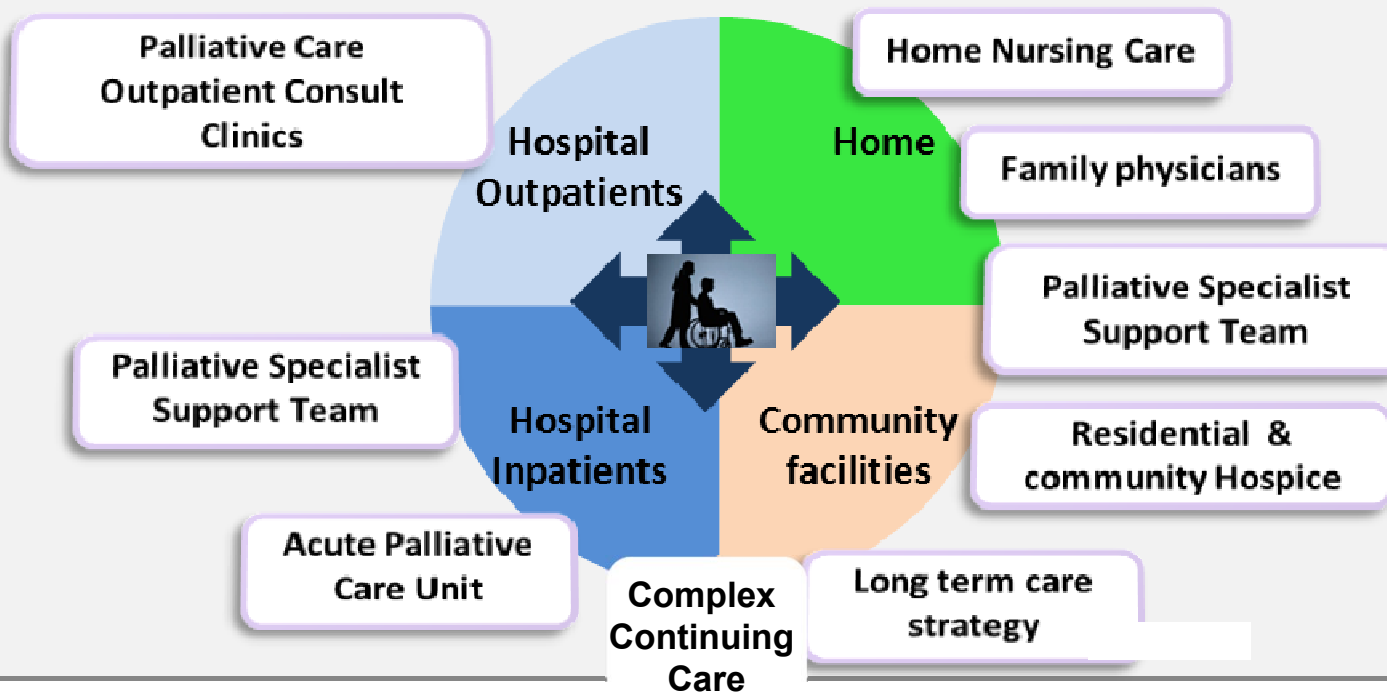 Palliative Care
Outpatient Consult
Clinics
Hospital
Outpatients
Home
Home Nursing Care
Family physicians
Palliative Specialist
Support Team
Palliative Specialist
Support Team
Hospital
Inpatients
Community
facilities
Residential &
community Hospice
Acute Palliative
Care Unit
Complex
Continuing
Care
Long term care
strategy